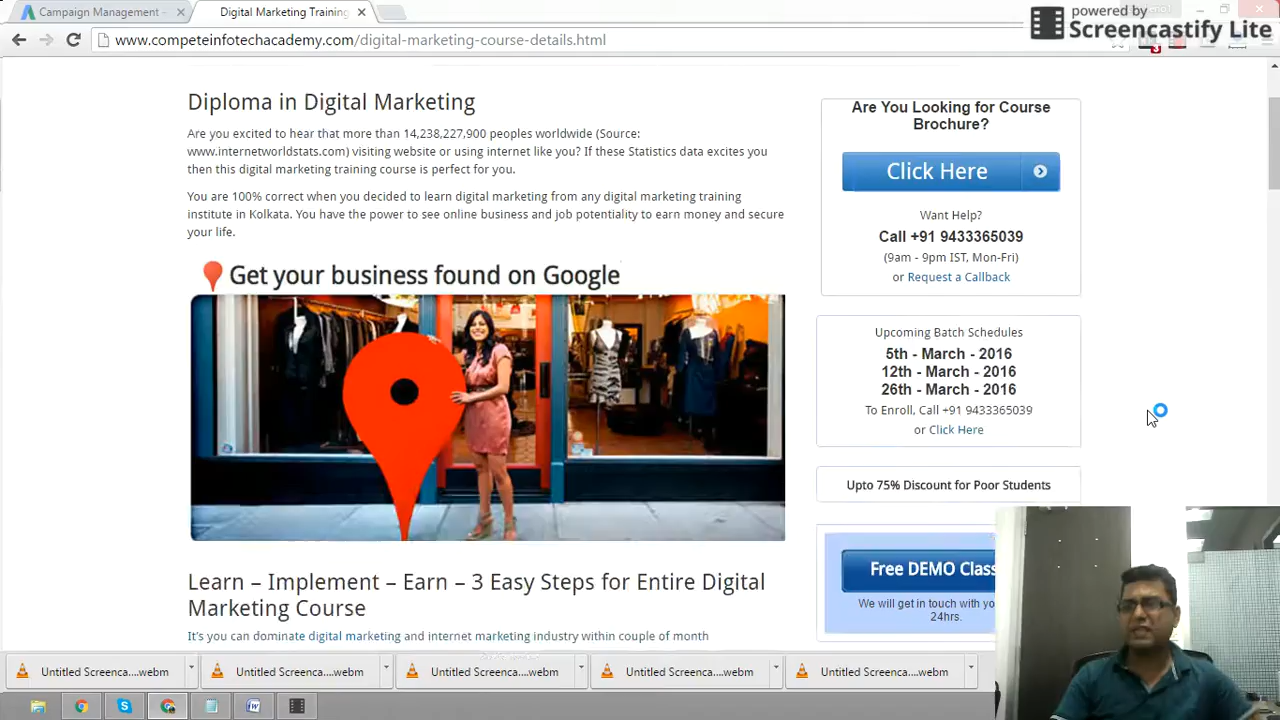 Campaign Management -
Digital Marketing Training
powered by
Screencastify Lite
www.competeinfotechacademy.com/digital-marketing-course-details.html
Diploma in Digital Marketing
Are you excited to hear that more than 14,238,227,900 peoples worldwide (Source:
www.internetworldstats.com) visiting website or using internet like you? If these Statistics data excites you
then this digital marketing training course is perfect for you.
You are 100% correct when you decided to learn digital marketing from any digital marketing training
institute in Kolkata. You have the power to see online business and job potentiality to earn money and secure
your life.
Get your business found on Google
Learn – Implement – Earn – 3 Easy Steps for Entire Digital
Marketing Course
It's you can dominate digital marketing and internet marketing industry within couple of month
Are You Looking for Course
Brochure?
Click Here
Want Help?
Call +91 9433365039
(9am - 9pm IST, Mon-Fri)
or Request a Callback
Upcoming Batch Schedules
5th - March - 2016
12th - March - 2016
26th - March - 2016
To Enroll, Call +91 9433365039
or Click Here
Upto 75% Discount for Poor Students
Free DEMO Class
We will get in touch with yo
24hrs.
Untitled Screenca....webm
Untitled Screenca....webm
Untitled Screenca....webm
Untitled Screenca....webm
Untitled Screenca....webm